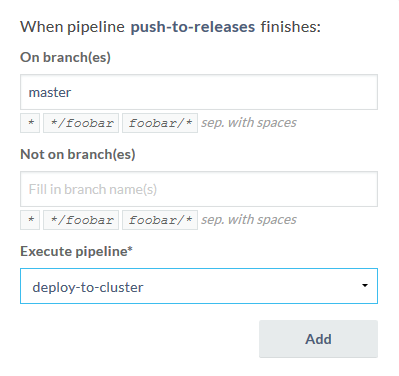 When pipeline push-to-releases finishes:
On branch(es)
master
* */foobar foobar/* sep. with spaces
Not on branch(es)
Fill in branch name(s)
* */foobar foobar/* sep. with spaces
Execute pipeline*
deploy-to-cluster
Add